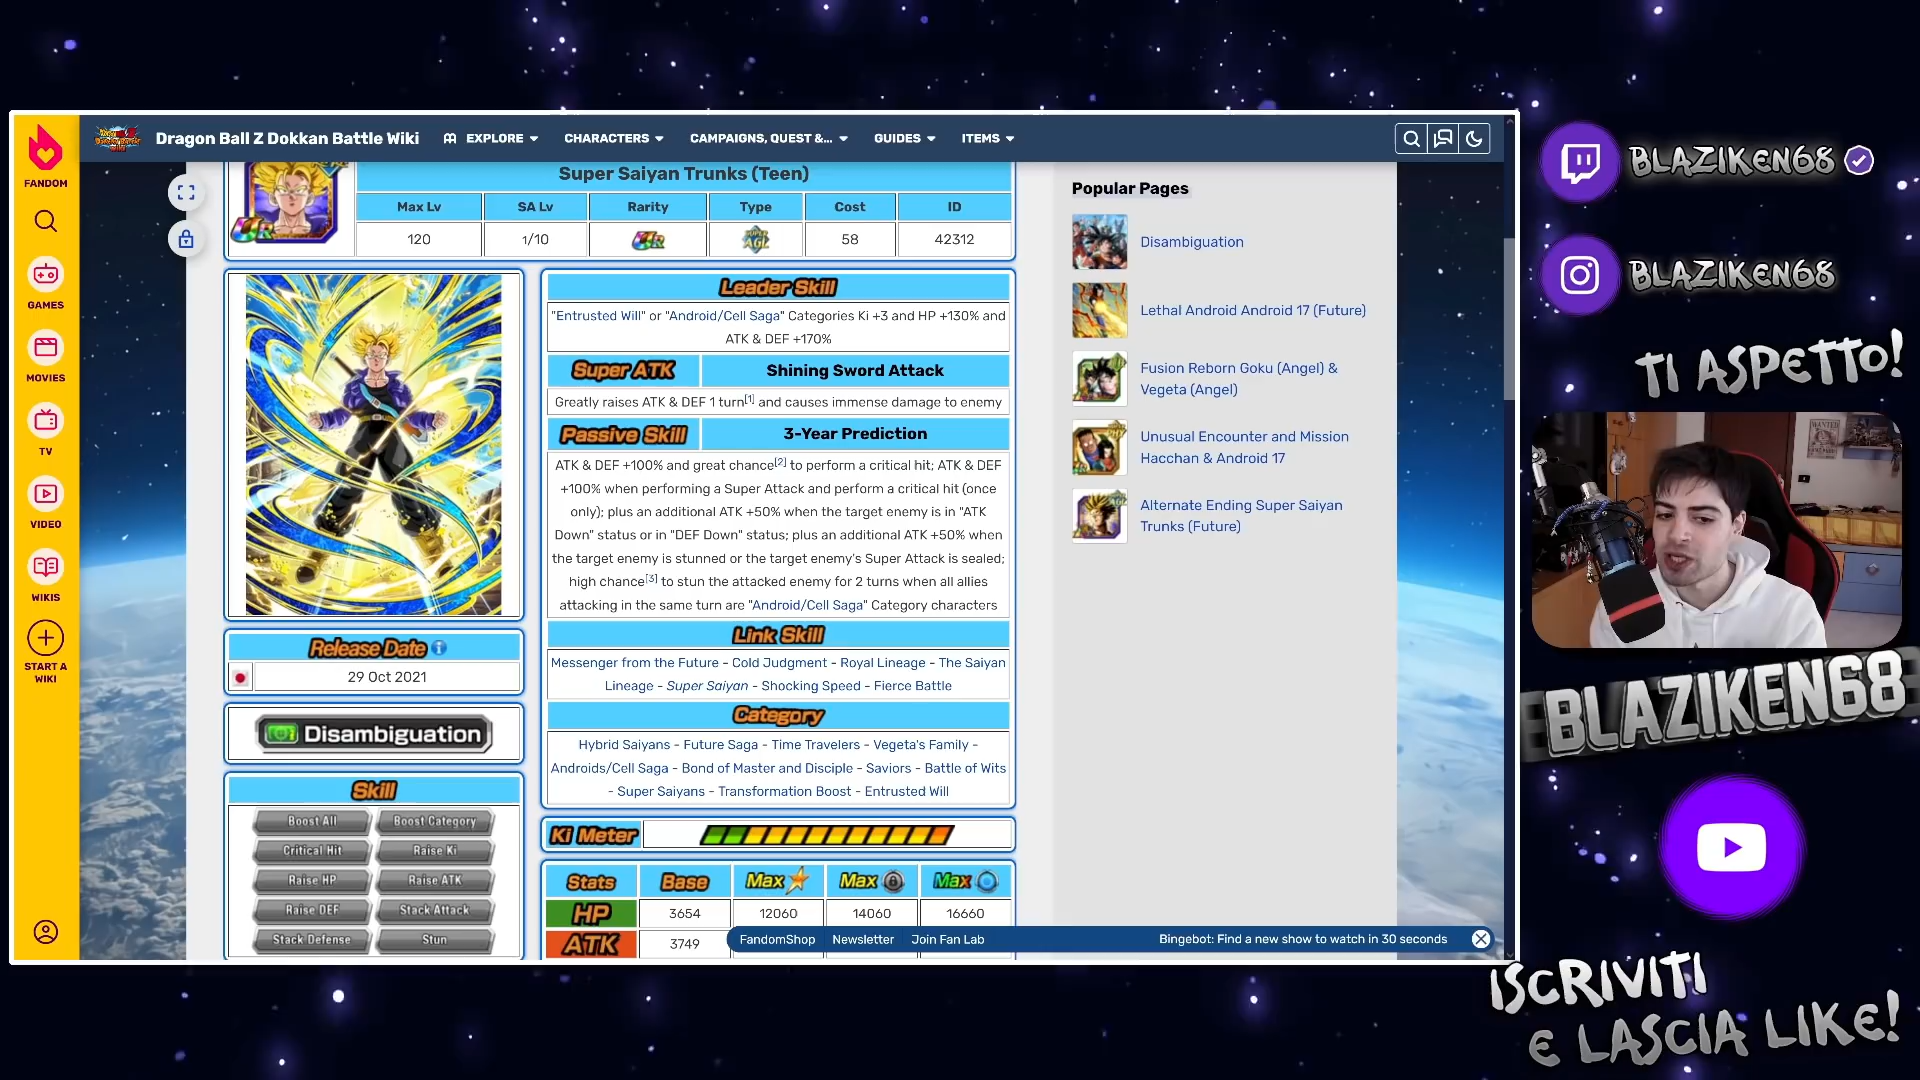 Dragon Ball Z Dokkan Battle Wiki
EXPLORE
CHARACTERS
CAMPAIGNS, QUEST &...
GUIDES
ITEMS
FANDOM
GAMES
MOVIES
TV
VIDEO
WIKIS
START A
WIKI
Super Saiyan Trunks (Teen)
Max Lv SA Lv Rarity Type Cost ID
120 1/10 UR SUPER AGL 58 42312
Leader Skill
"Entrusted Will" or "Android/Cell Saga" Categories Ki +3 and HP +130% and
ATK & DEF +170%
Super ATK Shining Sword Attack
Greatly raises ATK & DEF 1 turn[1] and causes immense damage to enemy
Passive Skill 3-Year Prediction
ATK & DEF +100% and great chance[2] to perform a critical hit; ATK & DEF
+100% when performing a Super Attack and perform a critical hit (once
only); plus an additional ATK +50% when the target enemy is in "ATK
Down" status or in "DEF Down" status; plus an additional ATK +50% when
the target enemy is stunned or the target enemy's Super Attack is sealed;
high chance[3] to stun the attacked enemy for 2 turns when all allies
attacking in the same turn are "Android/Cell Saga" Category characters
Link Skill
Messenger from the Future - Cold Judgment - Royal Lineage - The Saiyan
Lineage - Super Saiyan - Shocking Speed - Fierce Battle
Category
Hybrid Saiyans - Future Saga - Time Travelers - Vegeta's Family -
Androids/Cell Saga - Bond of Master and Disciple - Saviors - Battle of Wits
- Super Saiyans - Transformation Boost - Entrusted Will
Ki Meter
Stats Base Max Max Max
HP 3654 12060 14060 16660
ATK 3749
Release Date
29 Oct 2021
Disambiguation
Skill
Boost All Boost Category
Critical Hit Raise Ki
Raise HP Raise ATK
Raise DEF Stack Attack
Stack Defense Stun
Popular Pages
Disambiguation
Lethal Android Android 17 (Future)
Fusion Reborn Goku (Angel) &
Vegeta (Angel)
Unusual Encounter and Mission
Hacchan & Android 17
Alternate Ending Super Saiyan
Trunks (Future)
FandomShop Newsletter Join Fan Lab Bingebot: Find a new show to watch in 30 seconds
BLAZIKEN68
BLAZIKEN68
TI ASPETTO!
WANTED
BLAZIKEN68
ISCRIVITI
E LASCIA LIKE!